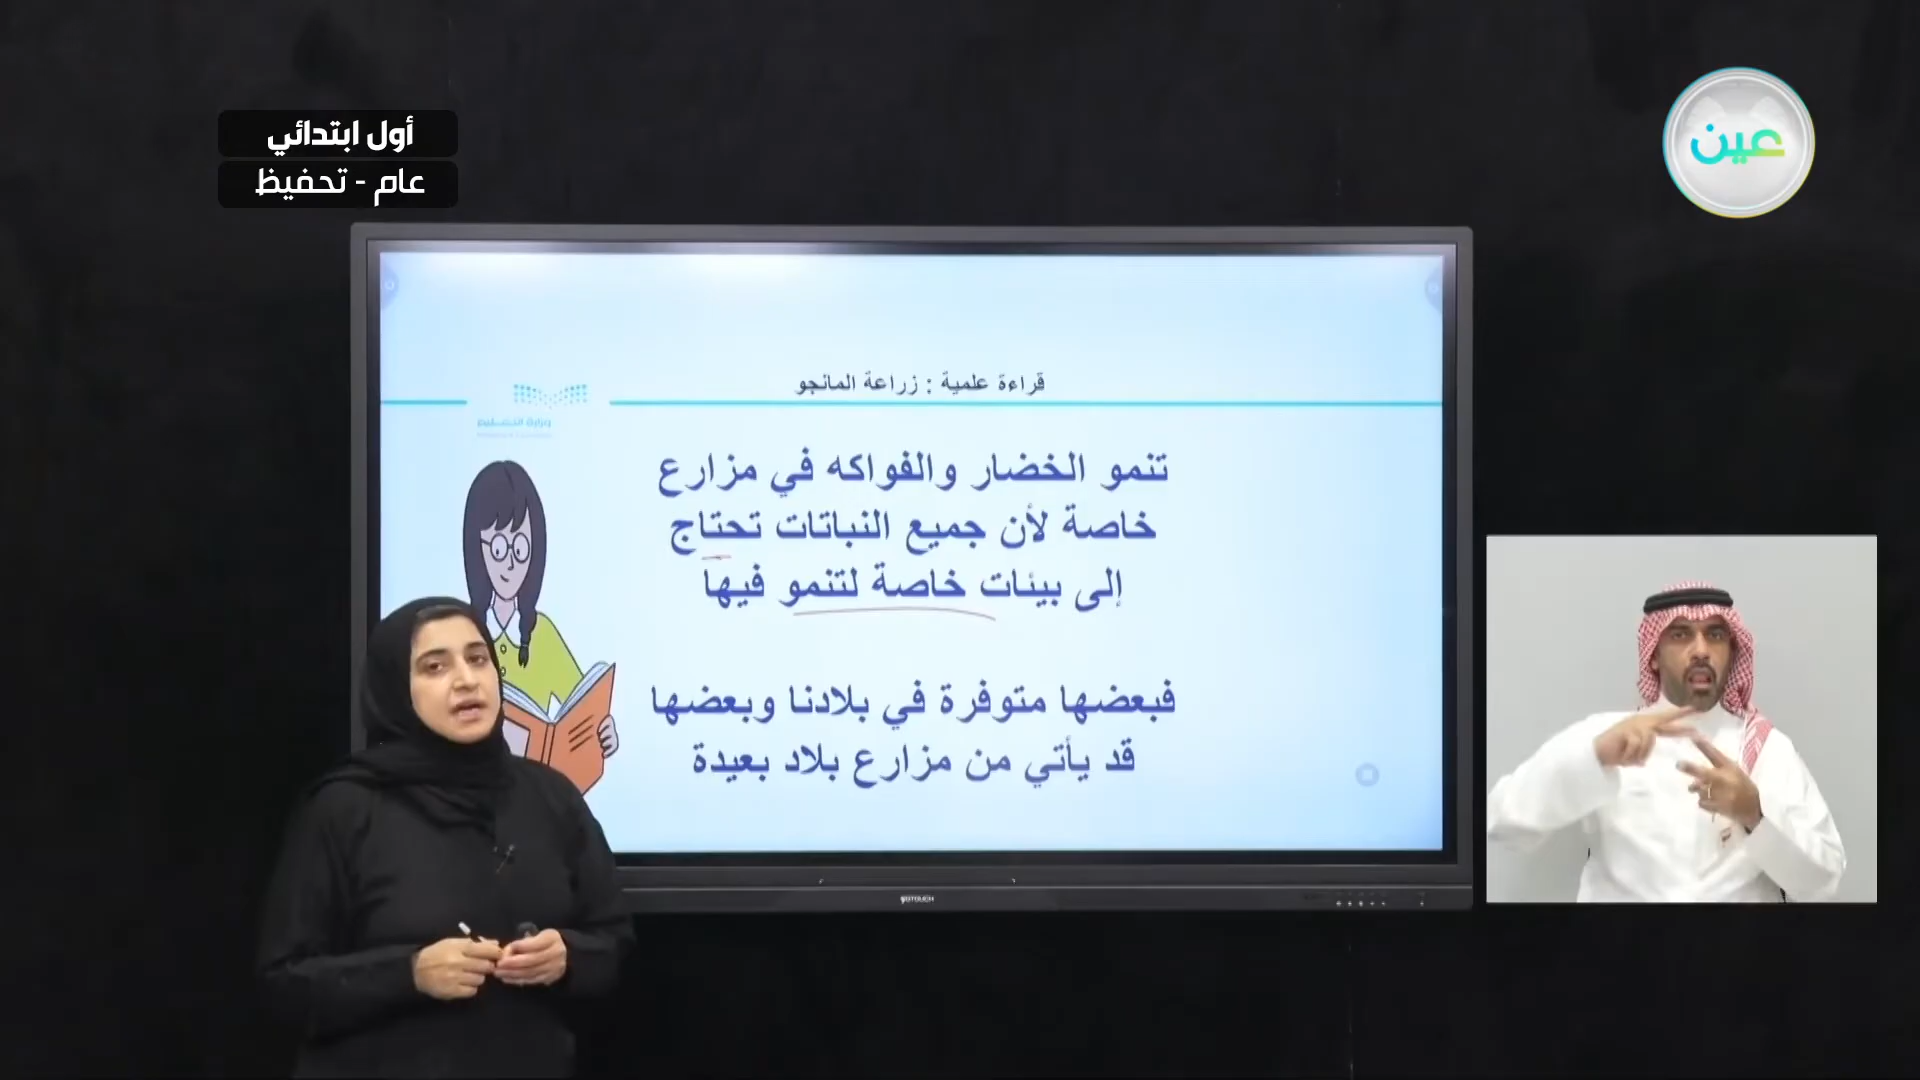 أول ابتدائي
عام - تحفيظ
عين
قراءة علمية : زراعة المانجو
وزارة التعليم
تنمو الخضار والفواكه في مزارع
خاصة لأن جميع النباتات تحتاج
إلى بيئات خاصة لتنمو فيها
فبعضها متوفرة في بلادنا وبعضها
قد يأتي من مزارع بلاد بعيدة